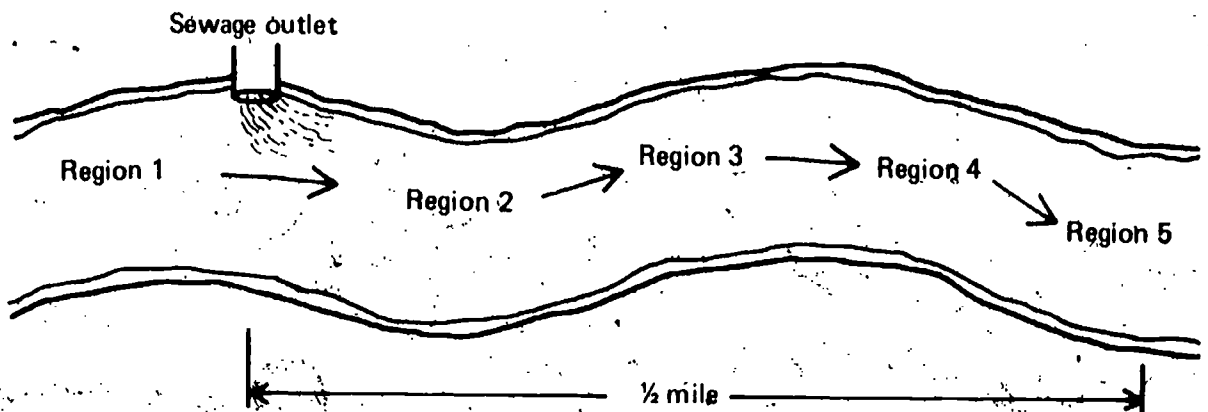 Sewage outlet
Region 1
Region 2
Region 3
Region 4
Region 5
½ mile